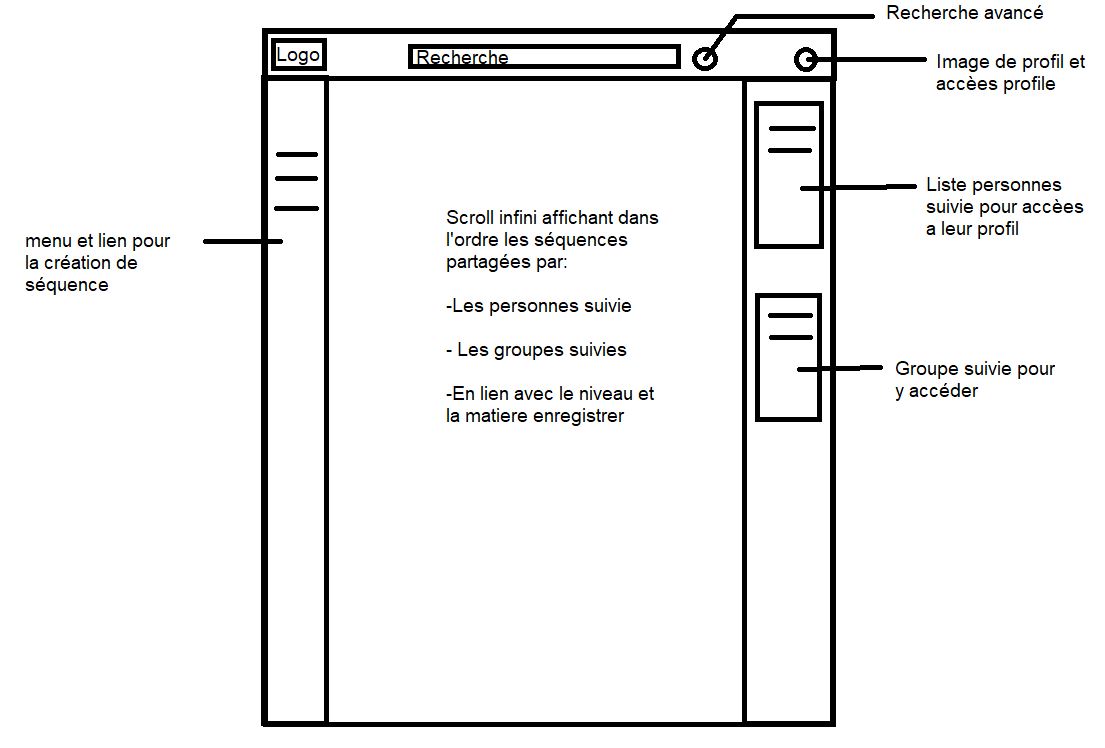 Recherche avancé
Logo
Recherche
Image de profil et
accèes profile
Liste personnes
suivie pour accèes
a leur profil
menu et lien pour
la création de
séquence
Scroll infini affichant dans
l'ordre les séquences
partagées par:
-Les personnes suivie
- Les groupes suivies
-En lien avec le niveau et
la matiere enregistrer
Groupe suivie pour
y accéder